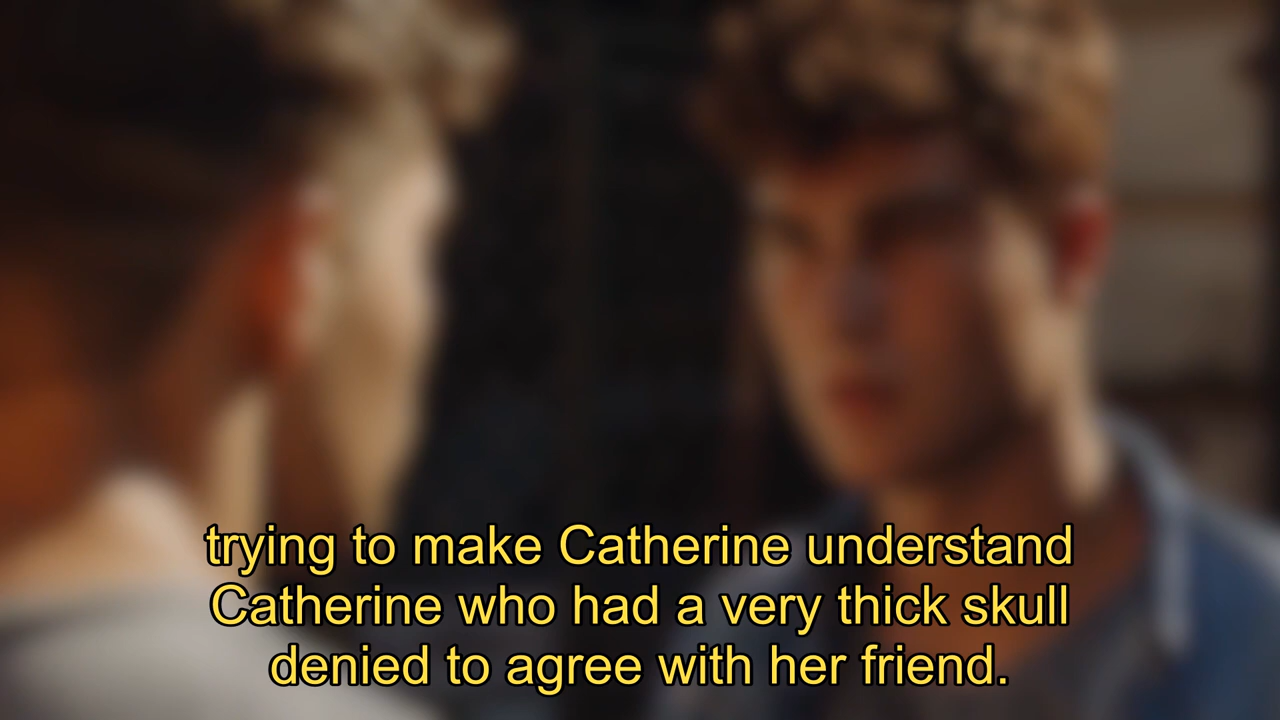 trying to make Catherine understand
Catherine who had a very thick skull
denied to agree with her friend.